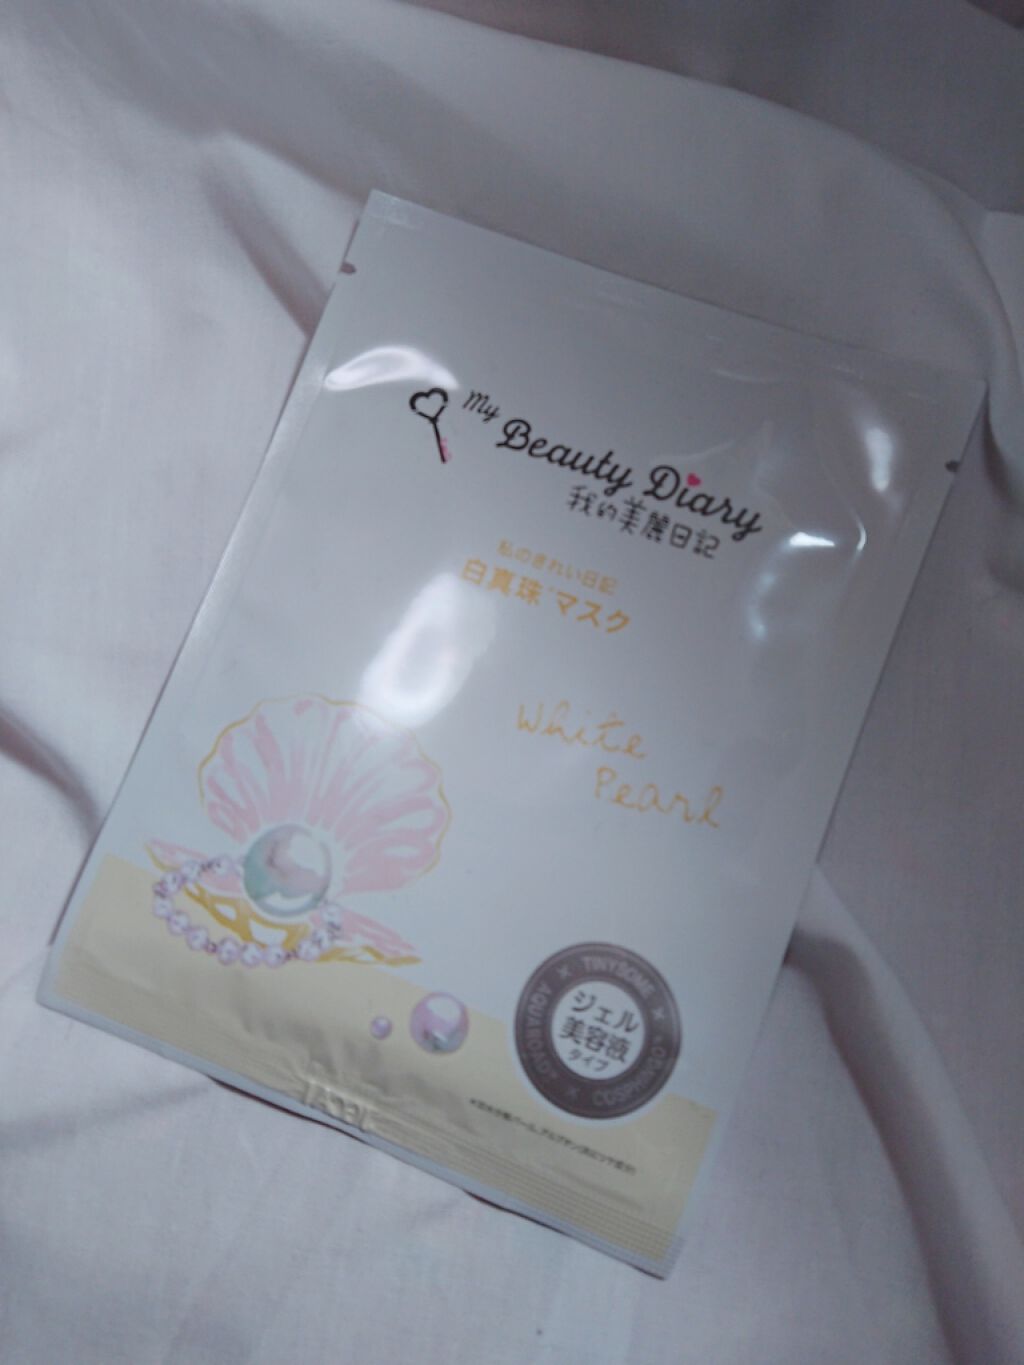 My
Beauty Diary
我的美麗日記
私のきれい日記
白真珠*マスク
White
Pearl
TINYSOME
ジェル
美容液
タイプ